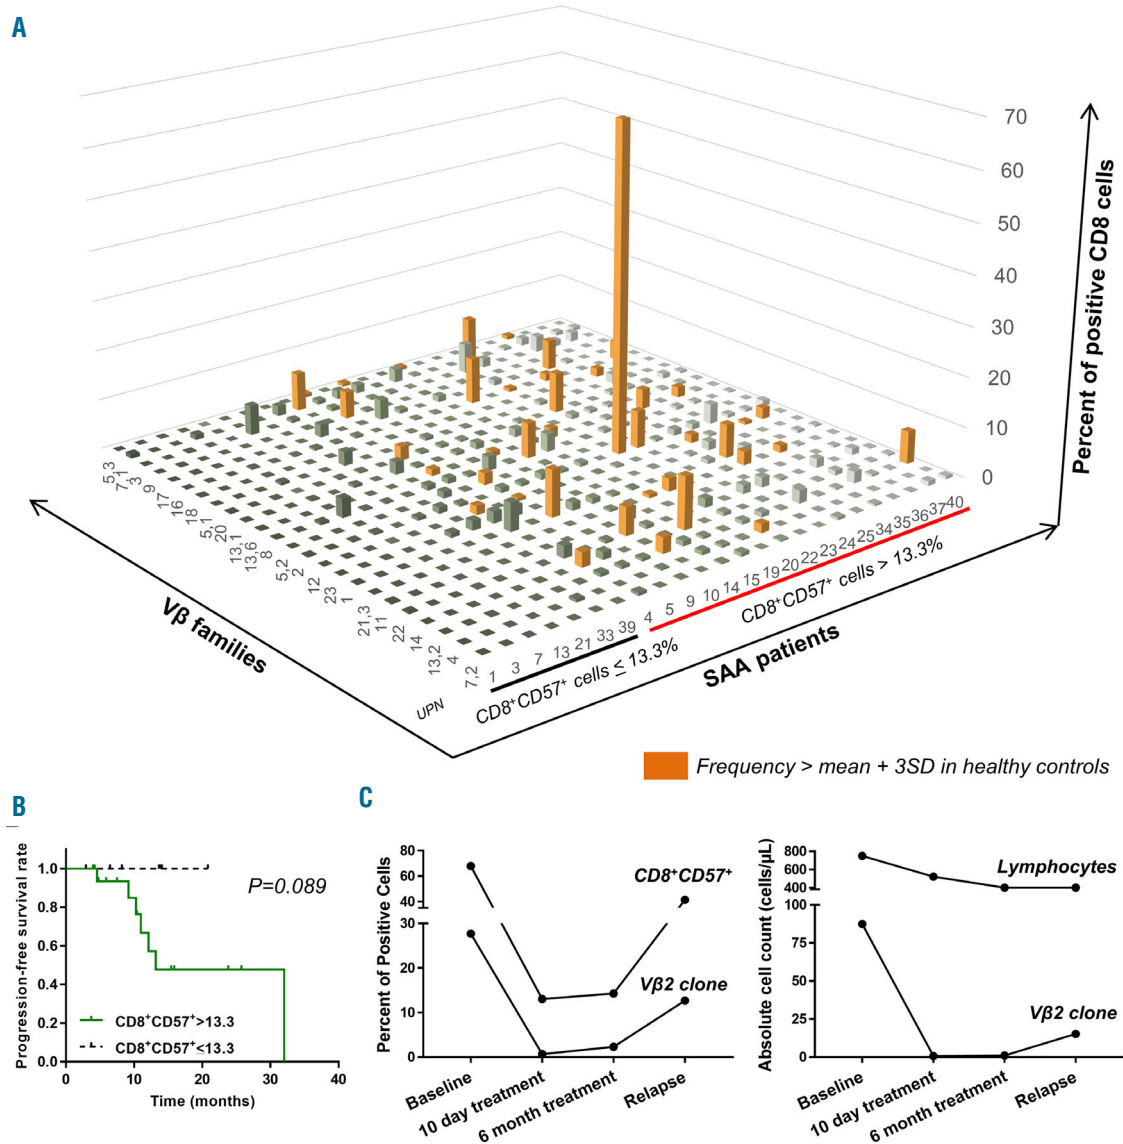 A
70
60
50
40
30
20
10
0
Percent of positive CD8 cells
5,3
7,1
3
9
17
16
18
5,1
20
13,1
13,6
8
5,2
2
12
23
1
21,3
11
22
14
13,2
4
7,2
Vβ families
UPN
1 3 7 13 21 33 39 4 5 9 10 14 15 19 20 22 23 24 25 34 35 36 37 40
CD8+CD57+ cells ≤ 13.3%
CD8+CD57+ cells > 13.3%
SAA patients
Frequency > mean + 3SD in healthy controls
B
Progression-free survival rate
1.0
0.8
0.6
0.4
0.2
0.0
P=0.089
CD8+CD57+>13.3
CD8+CD57+≤13.3
0 10 20 30 40
Time (months)
C
Percent of Positive Cells
80
60
40
30
20
10
0
CD8+CD57+
Vβ2 clone
Baseline
10 day treatment
6 month treatment
Relapse
Absolute cell count (cells/μL)
800
600
400
100
75
50
25
0
Lymphocytes
Vβ2 clone
Baseline
10 day treatment
6 month treatment
Relapse